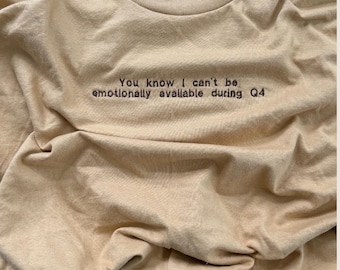 You know I can't be
emotionally available during Q4